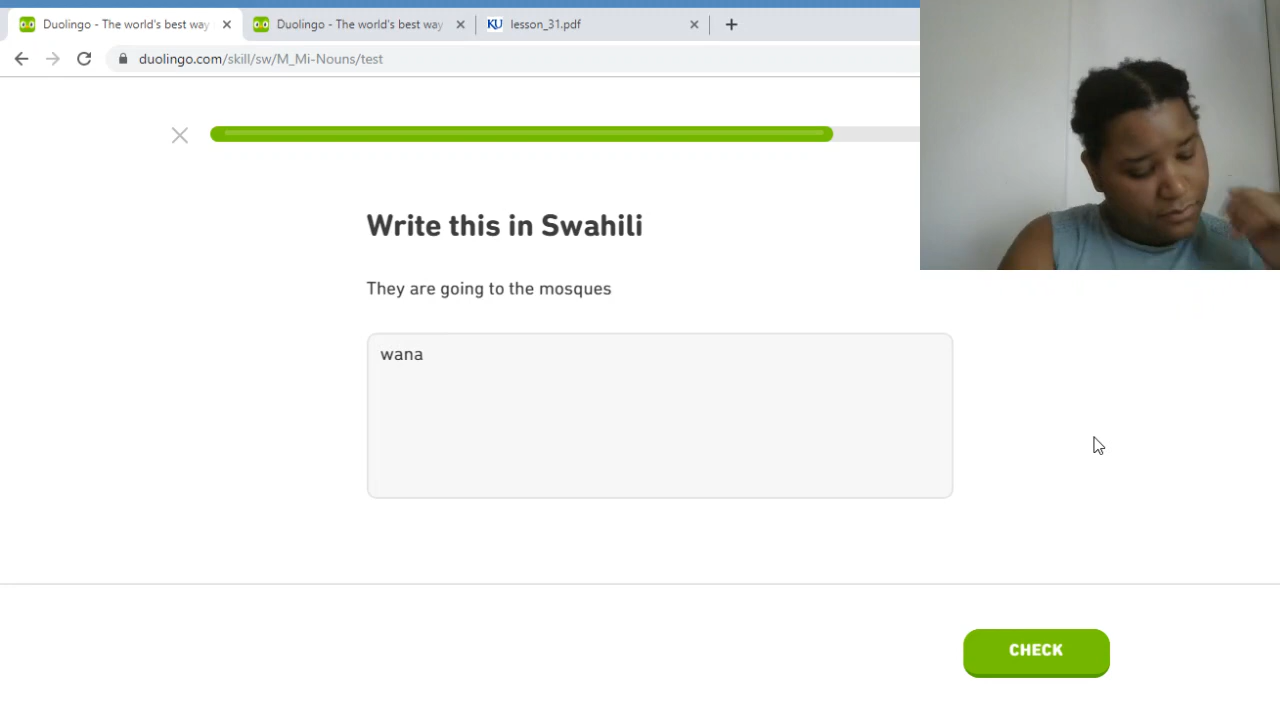 Duolingo - The world's best way
Duolingo - The world's best way
KU lesson_31.pdf
duolingo.com/skill/sw/M_Mi-Nouns/test
Write this in Swahili
They are going to the mosques
wana
CHECK